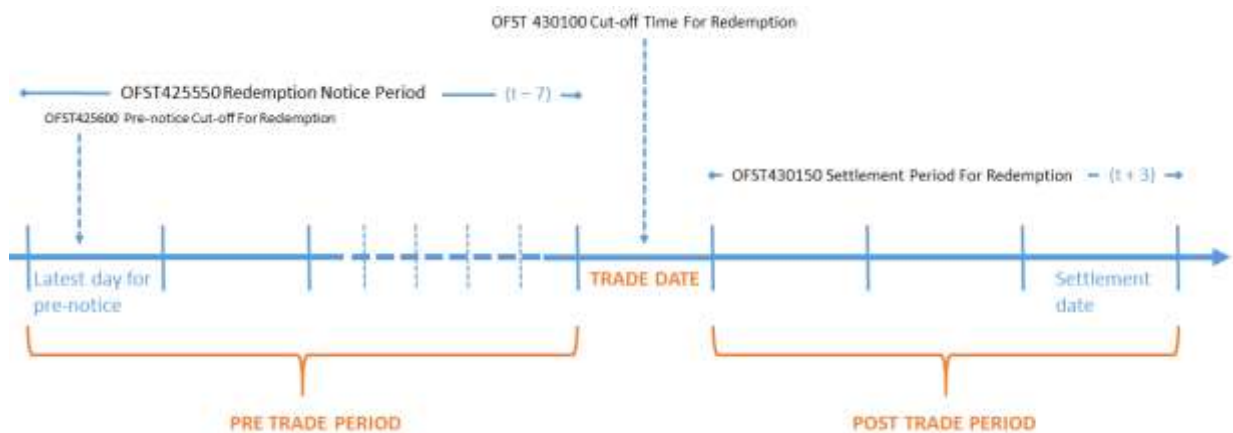 OFST 430100 Cut-off Time For Redemption
OFST425550 Redemption Notice Period (t – 7)
OFST425600 Pre-notice Cut-off For Redemption
OFST430150 Settlement Period For Redemption (t + 3)
Latest day for
pre-notice
TRADE DATE
Settlement
date
PRE TRADE PERIOD
POST TRADE PERIOD